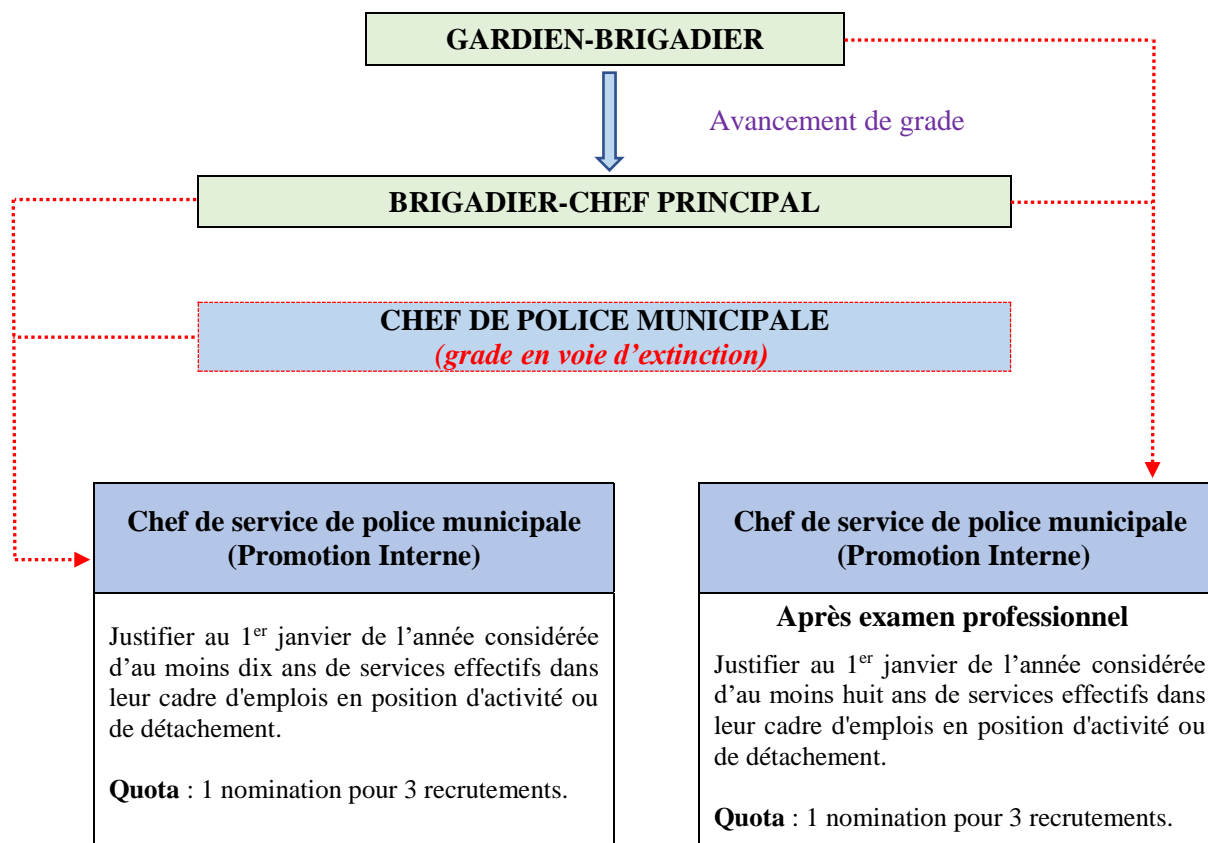 GARDIEN-BRIGADIER
Avancement de grade
BRIGADIER-CHEF PRINCIPAL
CHEF DE POLICE MUNICIPALE
(grade en voie d’extinction)
Chef de service de police municipale
(Promotion Interne)
Justifier au 1er janvier de l’année considérée
d’au moins dix ans de services effectifs dans
leur cadre d'emplois en position d'activité ou
de détachement.
Quota : 1 nomination pour 3 recrutements.
Chef de service de police municipale
(Promotion Interne)
Après examen professionnel
Justifier au 1er janvier de l’année considérée
d’au moins huit ans de services effectifs dans
leur cadre d'emplois en position d'activité ou
de détachement.
Quota : 1 nomination pour 3 recrutements.